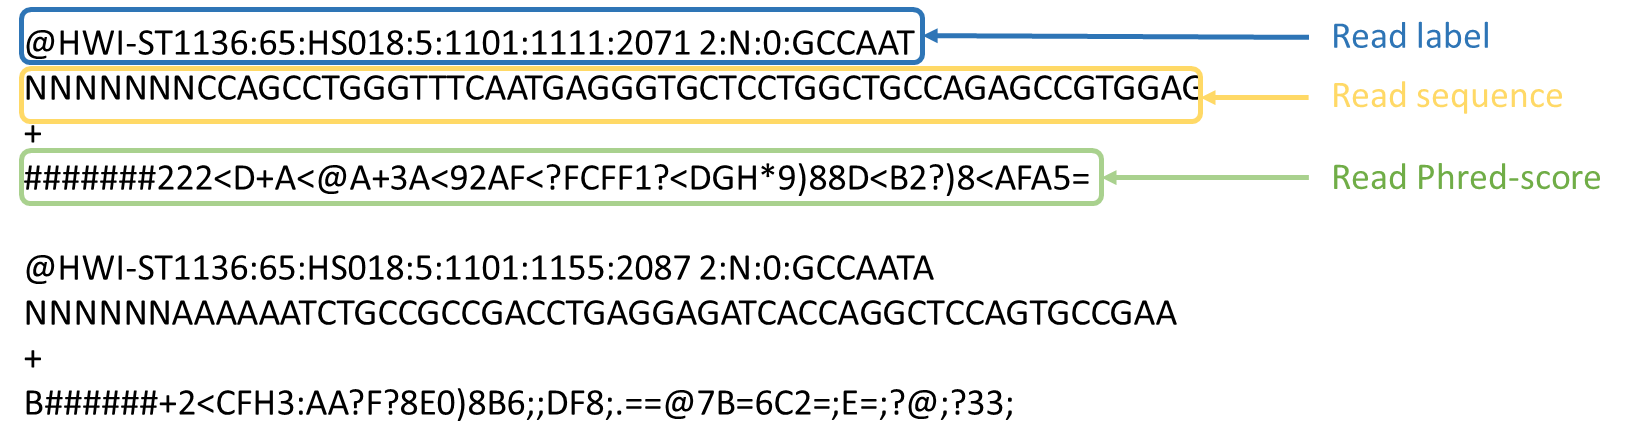 @HWI-ST1136:65:HS018:5:1101:1111:2071 2:N:0:GCCAAT
Read label
NNNNNNNCCAGCCTGGGTTTCAATGAGGGTGCTCCTGGCTGCCAGAGCCGTGGAG
Read sequence
+
#######222<D+A<@A+3A<92AF<?FCFF1?<DGH*9)88D<B2?)8<AFA5=
Read Phred-score
@HWI-ST1136:65:HS018:5:1101:1155:2087 2:N:0:GCCAATA
NNNNNNAAAAAATCTGCCGCCGACCTGAGGAGATCACCAGGCTCCAGTGCCGAA
+
B######+2<CFH3:AA?F?8E0)8B6;;DF8;.==@7B=6C2=;E=;?@;?33;